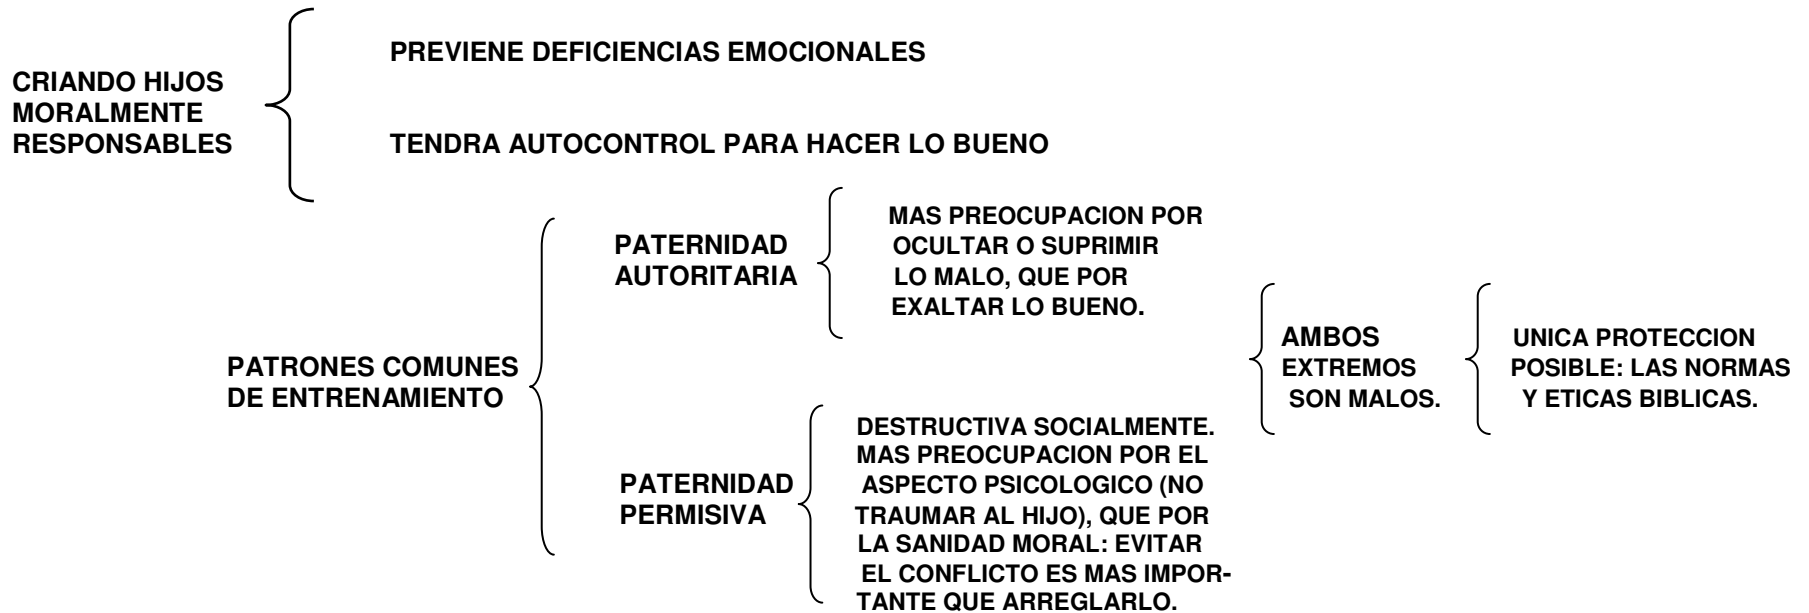 CRIANDO HIJOS
MORALMENTE
RESPONSABLES
PREVIENE DEFICIENCIAS EMOCIONALES
TENDRA AUTOCONTROL PARA HACER LO BUENO
PATRONES COMUNES
DE ENTRENAMIENTO
PATERNIDAD
AUTORITARIA
MAS PREOCUPACION POR
OCULTAR O SUPRIMIR
LO MALO, QUE POR
EXALTAR LO BUENO.
PATERNIDAD
PERMISIVA
DESTRUCTIVA SOCIALMENTE.
MAS PREOCUPACION POR EL
ASPECTO PSICOLOGICO (NO
TRAUMAR AL HIJO), QUE POR
LA SANIDAD MORAL: EVITAR
EL CONFLICTO ES MAS IMPOR-
TANTE QUE ARREGLARLO.
AMBOS
EXTREMOS
SON MALOS.
UNICA PROTECCION
POSIBLE: LAS NORMAS
Y ETICAS BIBLICAS.